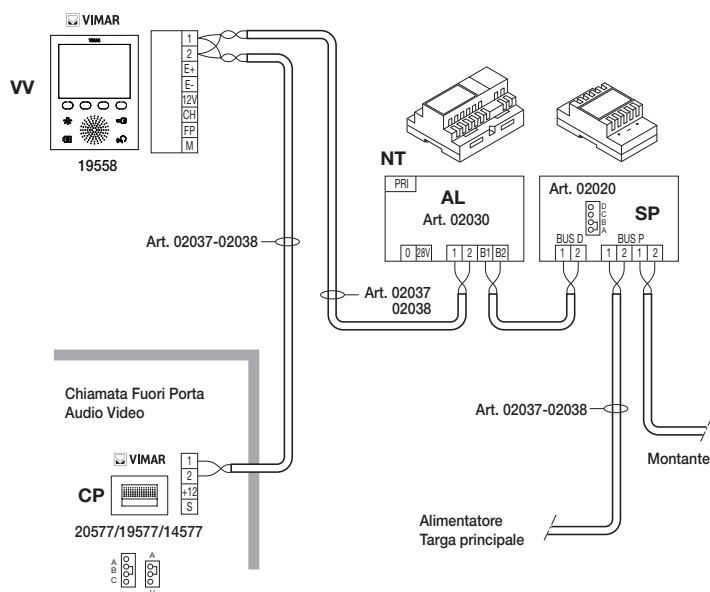 VIMAR
VIMAR
VV
19558
1
2
E+
E-
12V
CH
FP
M
NT
PRI
AL
Art. 02030
0 28V 1 2 B1 B2
Art. 02020
D
C
B
A
SP
BUS D BUS P
1 2 1 2 1 2
Art. 02037-02038
Art. 02037
02038
Art. 02037-02038
Montante
Alimentatore
Targa principale
Chiamata Fuori Porta
Audio Video
VIMAR
CP
1
2
+12
S
20577/19577/14577
A
B
C
A
V